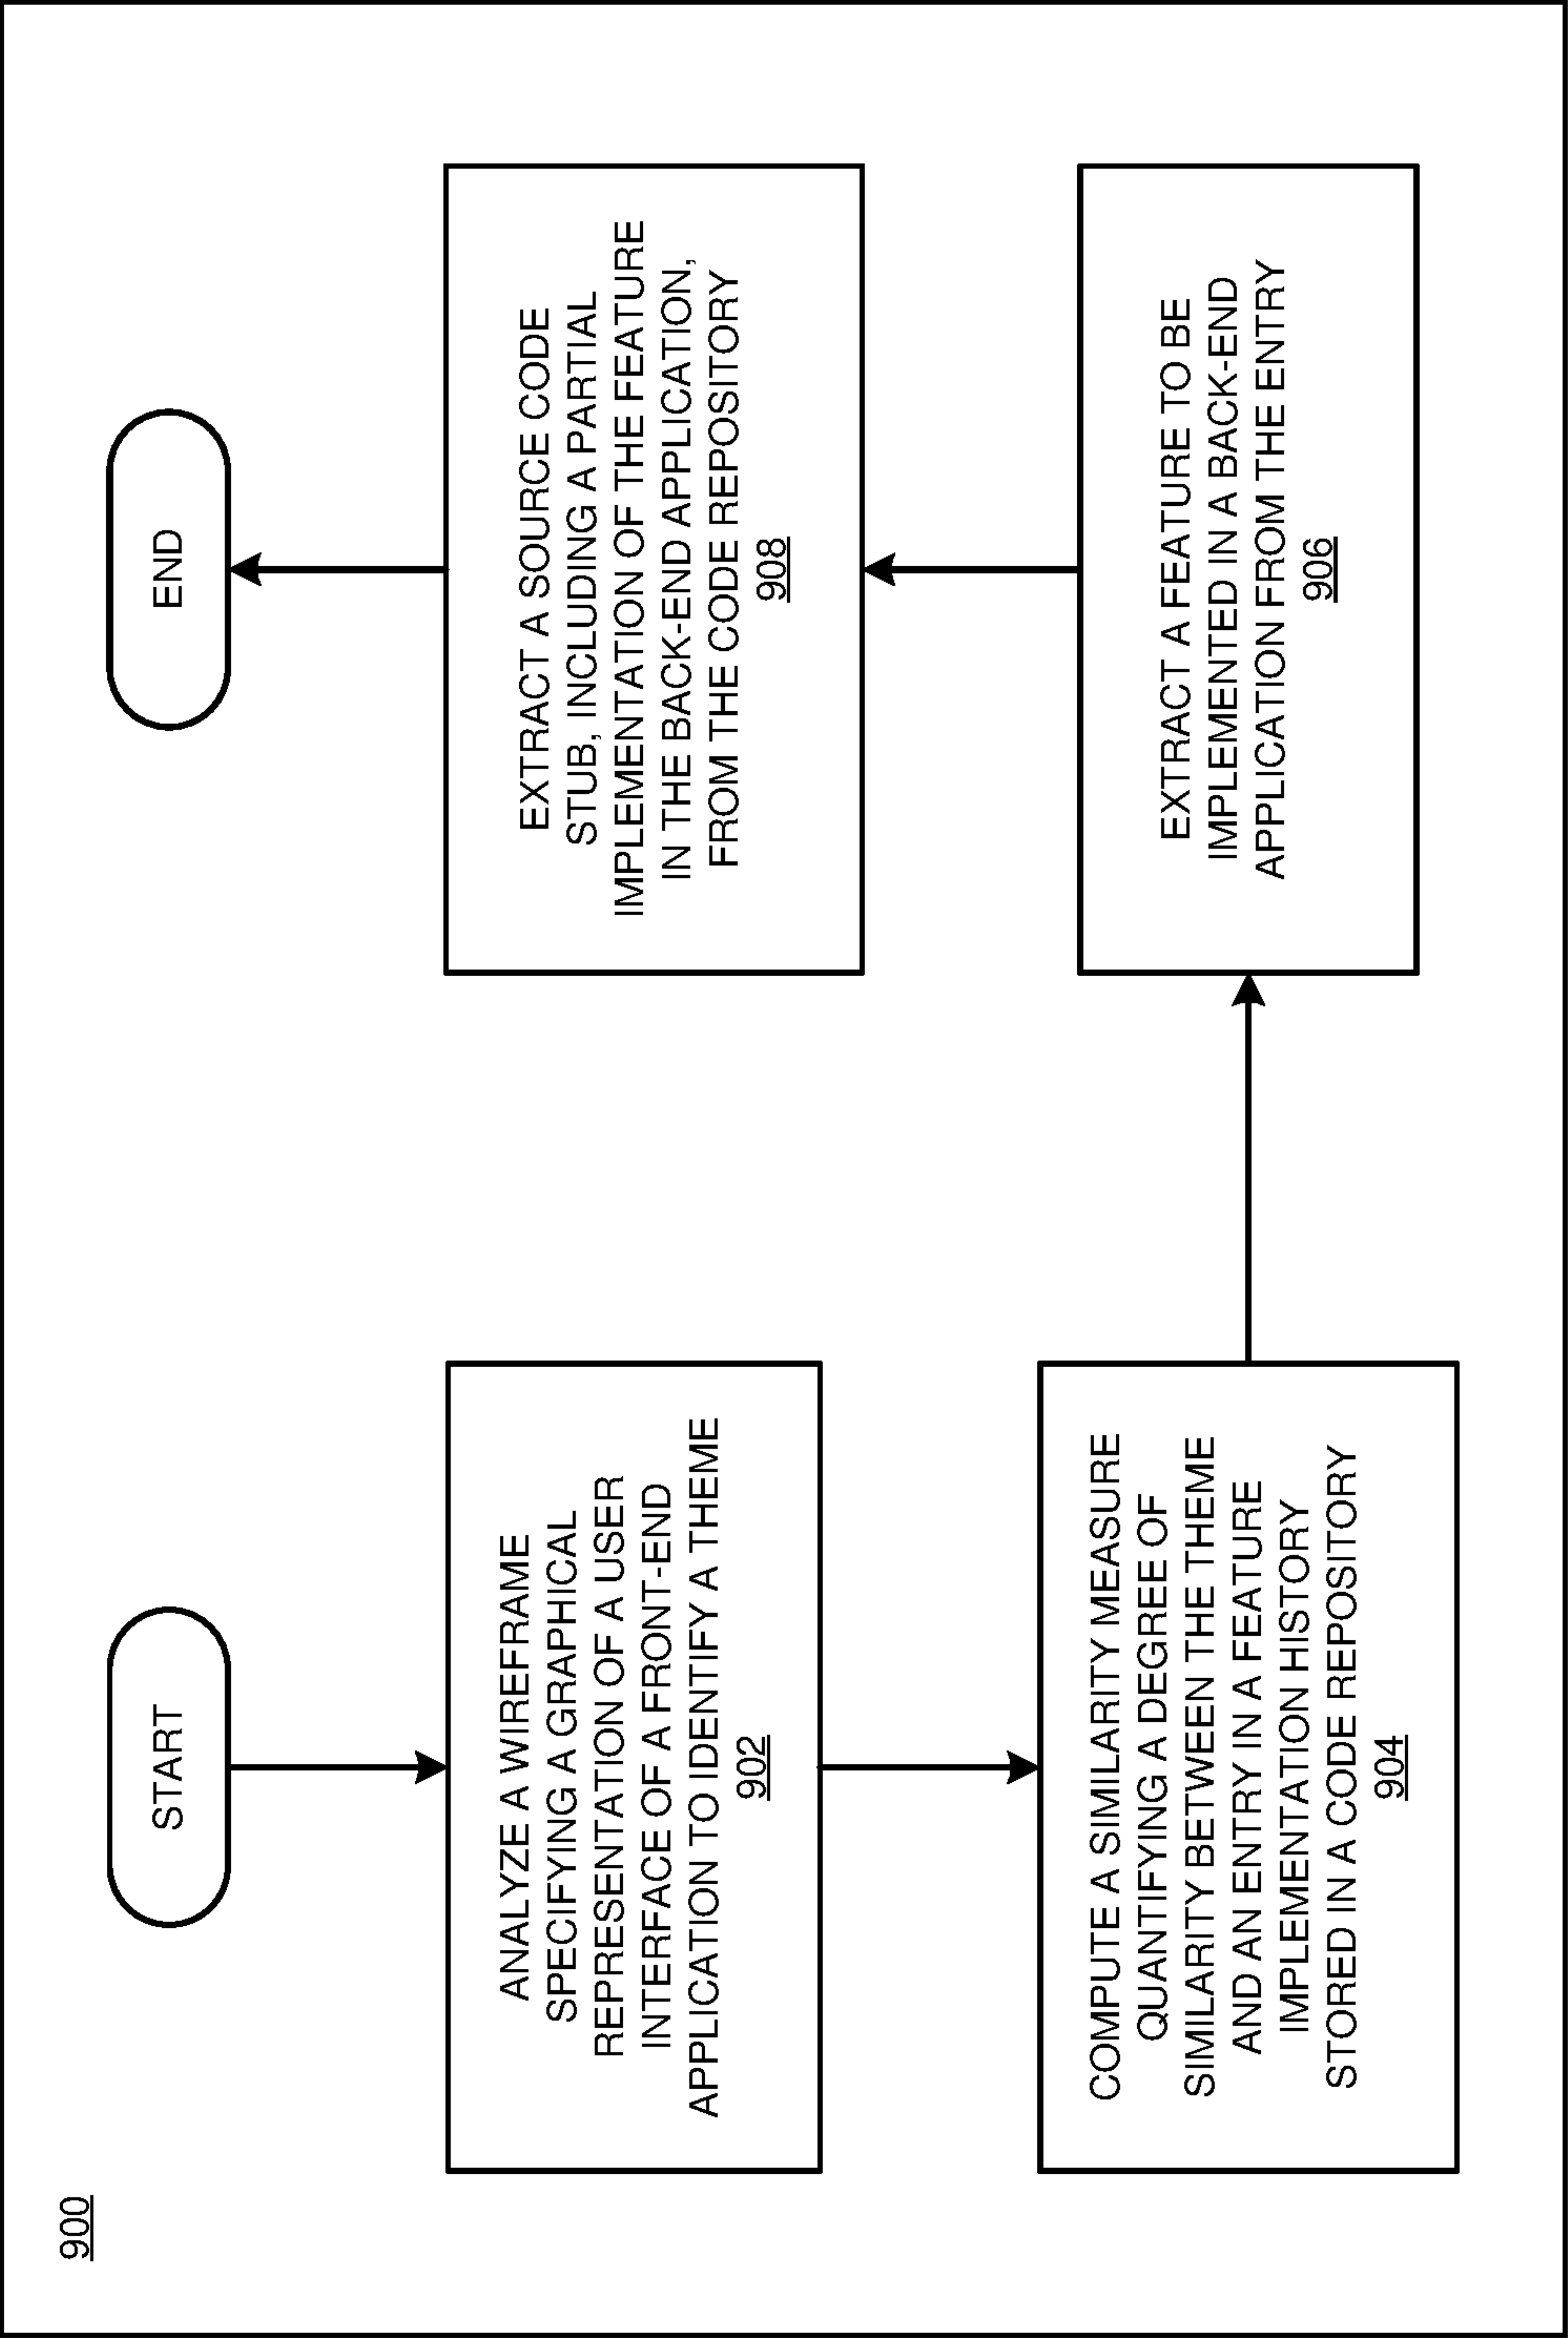 900
START
ANALYZE A WIREFRAME
SPECIFYING A GRAPHICAL
REPRESENTATION OF A USER
INTERFACE OF A FRONT-END
APPLICATION TO IDENTIFY A THEME
902
COMPUTE A SIMILARITY MEASURE
QUANTIFYING A DEGREE OF
SIMILARITY BETWEEN THE THEME
AND AN ENTRY IN A FEATURE
IMPLEMENTATION HISTORY
STORED IN A CODE REPOSITORY
904
EXTRACT A FEATURE TO BE
IMPLEMENTED IN A BACK-END
APPLICATION FROM THE ENTRY
906
EXTRACT A SOURCE CODE
STUB, INCLUDING A PARTIAL
IMPLEMENTATION OF THE FEATURE
IN THE BACK-END APPLICATION,
FROM THE CODE REPOSITORY
908
END